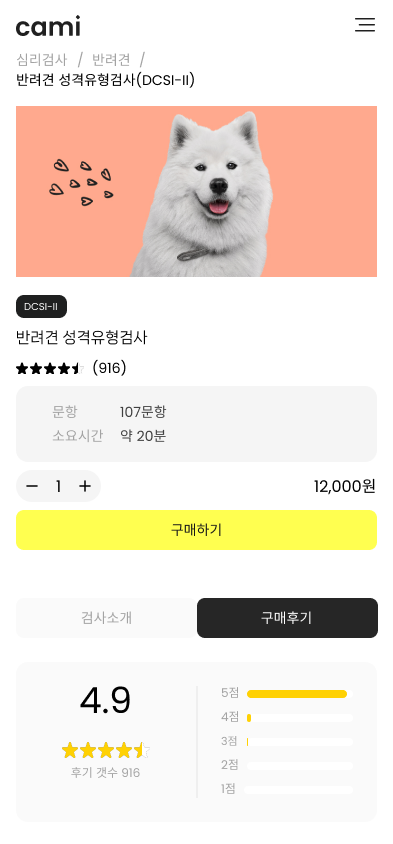 cami
심리검사 / 반려견 /
반려견 성격유형검사(DCSI-II)
DCSI-II
반려견 성격유형검사
(916)
문항 107문항
소요시간 약 20분
1 12,000원
구매하기
검사소개 구매후기
4.9
후기 갯수 916
5점
4점
3점
2점
1점